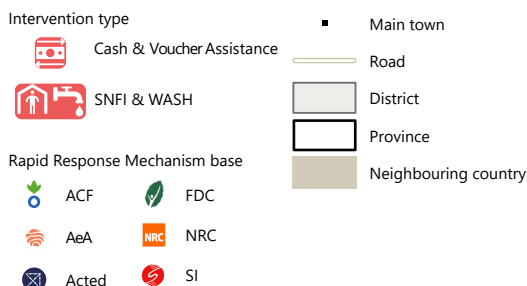 Intervention type
Cash & Voucher Assistance
SNFI & WASH
Rapid Response Mechanism base
ACF
FDC
AeA
NRC
NRC
Acted
SI
Main town
Road
District
Province
Neighbouring country